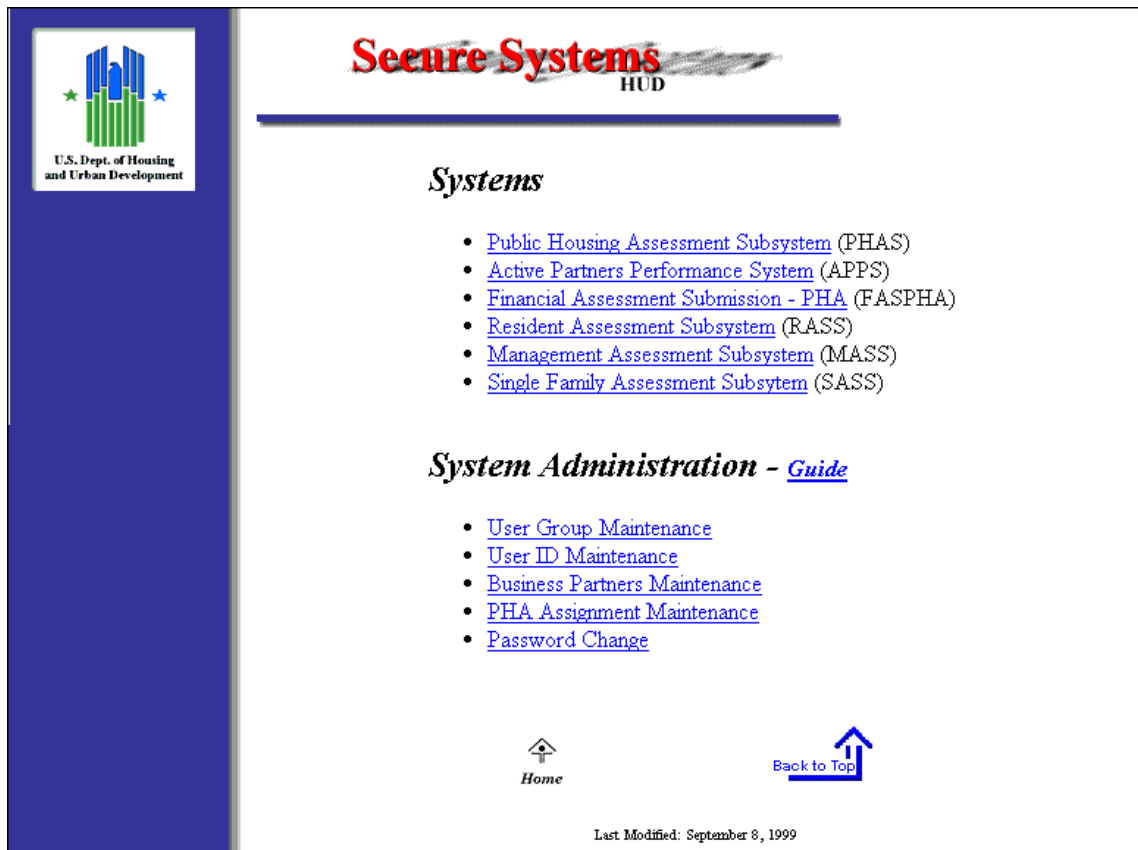 U.S. Dept. of Housing
and Urban Development
Secure Systems
HUD
Systems
Public Housing Assessment Subsystem (PHAS)
Active Partners Performance System (APPS)
Financial Assessment Submission - PHA (FASPHA)
Resident Assessment Subsystem (RASS)
Management Assessment Subsystem (MASS)
Single Family Assessment Subsytem (SASS)
System Administration - Guide
User Group Maintenance
User ID Maintenance
Business Partners Maintenance
PHA Assignment Maintenance
Password Change
Home
Back to Top
Last Modified: September 8, 1999